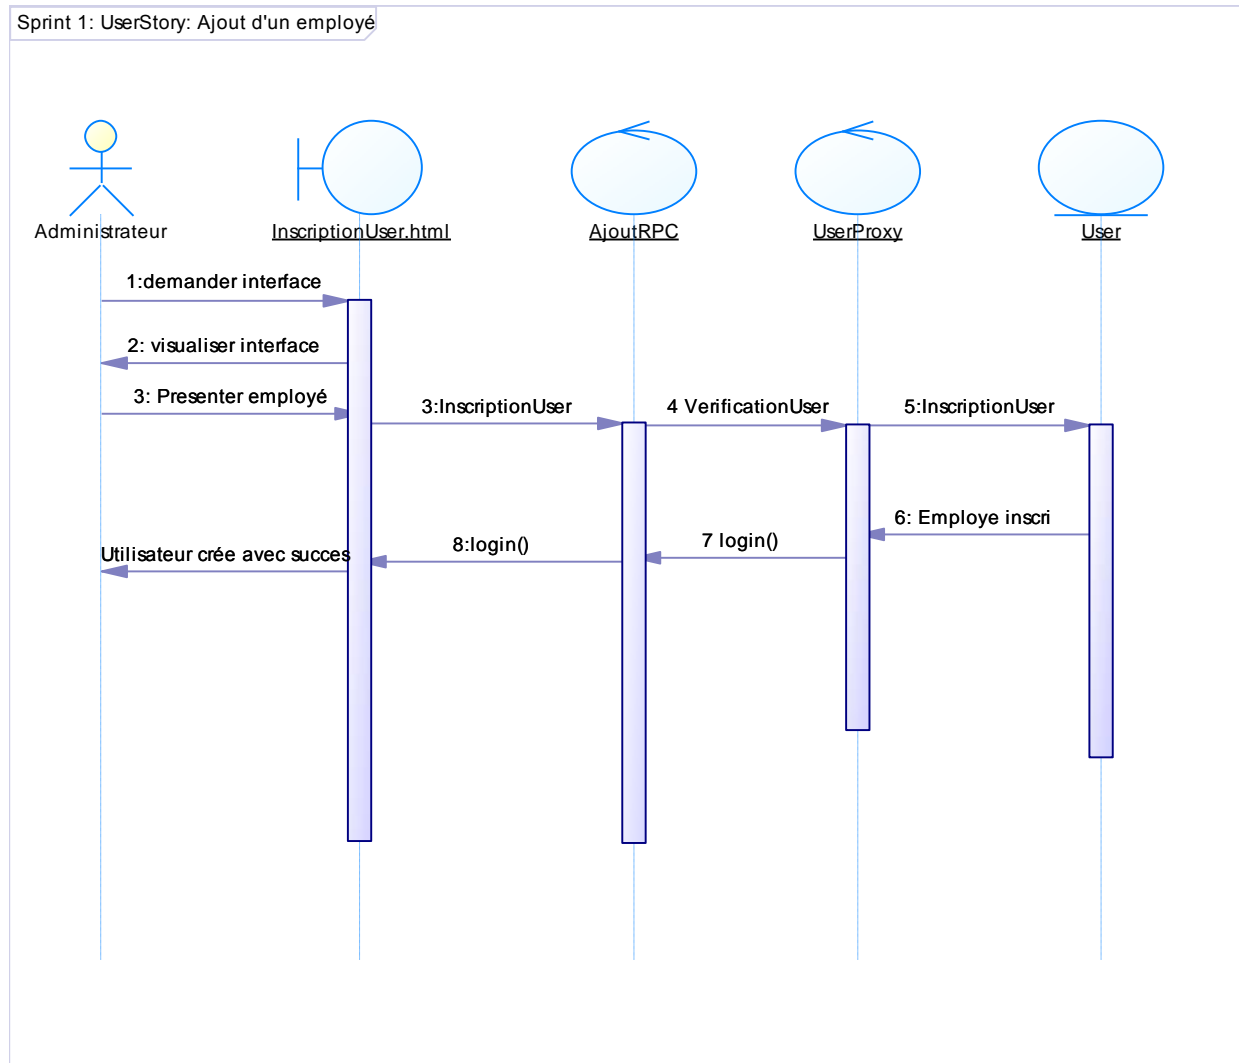 Sprint 1: UserStory: Ajout d'un employé
Administrateur
InscriptionUser.html
AjoutRPC
UserProxy
User
1:demander interface
2: visualiser interface
3: Presenter employé
3:InscriptionUser
4 VerificationUser
5:InscriptionUser
6: Employe inscri
7 login()
8:login()
Utilisateur crée avec succes